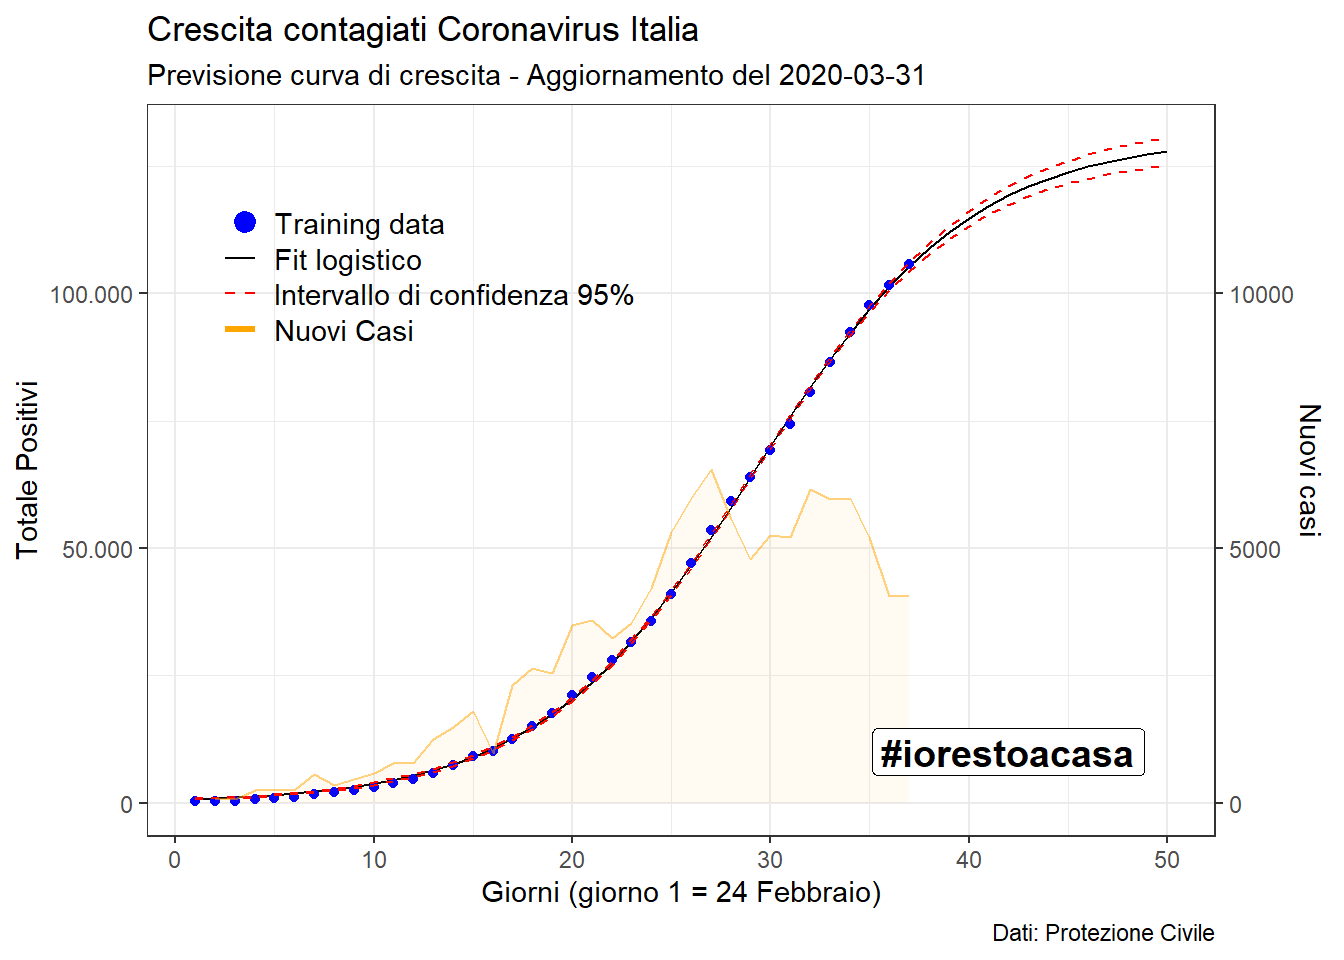 Crescita contagiati Coronavirus Italia
Previsione curva di crescita - Aggiornamento del 2020-03-31
Training data
Fit logistico
Intervallo di confidenza 95%
Nuovi Casi
Totale Positivi
100.000
50.000
0
Nuovi casi
10000
5000
0
#iorestoacasa
0 10 20 30 40 50
Giorni (giorno 1 = 24 Febbraio)
Dati: Protezione Civile